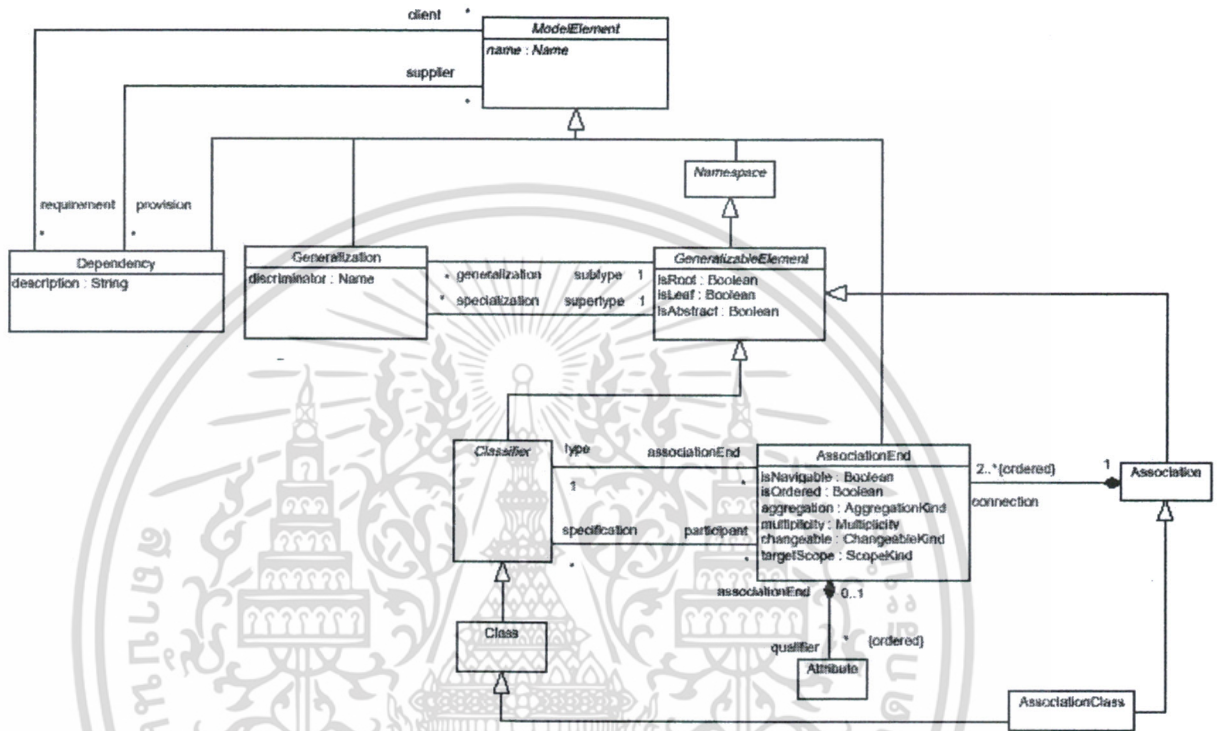 client *
ModelElement
name : Name
supplier
*
Namespace
requirement provision
* *
Dependency
description : String
Generalization
discriminator : Name
* generalization subtype 1
* specialization supertype 1
GeneralizableElement
isRoot : Boolean
isLeaf : Boolean
isAbstract : Boolean
Classifier
type associationEnd
1 *
specification participant
* *
AssociationEnd
isNavigable : Boolean
isOrdered : Boolean
aggregation : AggregationKind
multiplicity : Multiplicity
changeable : ChangeableKind
targetScope : ScopeKind
2..*{ordered} 1
connection
Association
associationEnd 0..1
Class
qualifier * {ordered}
Attribute
AssociationClass